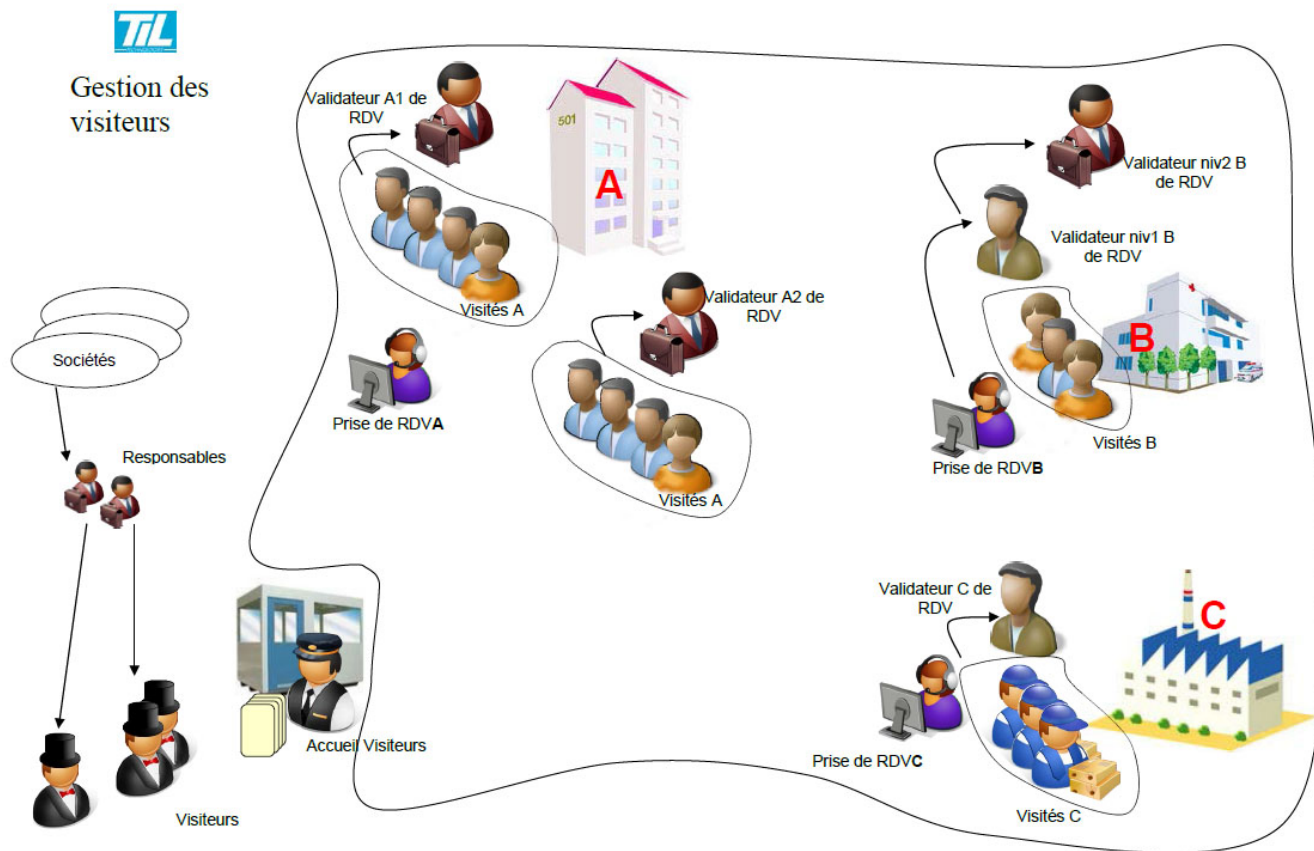 TiL
TECHNOLOGIES
Gestion des
visiteurs
Validateur A1 de
RDV
501
A
Visités A
Validateur A2 de
RDV
Prise de RDVA
Visités A
Validateur niv2 B
de RDV
Validateur niv1 B
de RDV
B
Visités B
Prise de RDVB
Sociétés
Responsables
Accueil Visiteurs
Visiteurs
Validateur C de
RDV
C
Prise de RDVC
Visités C